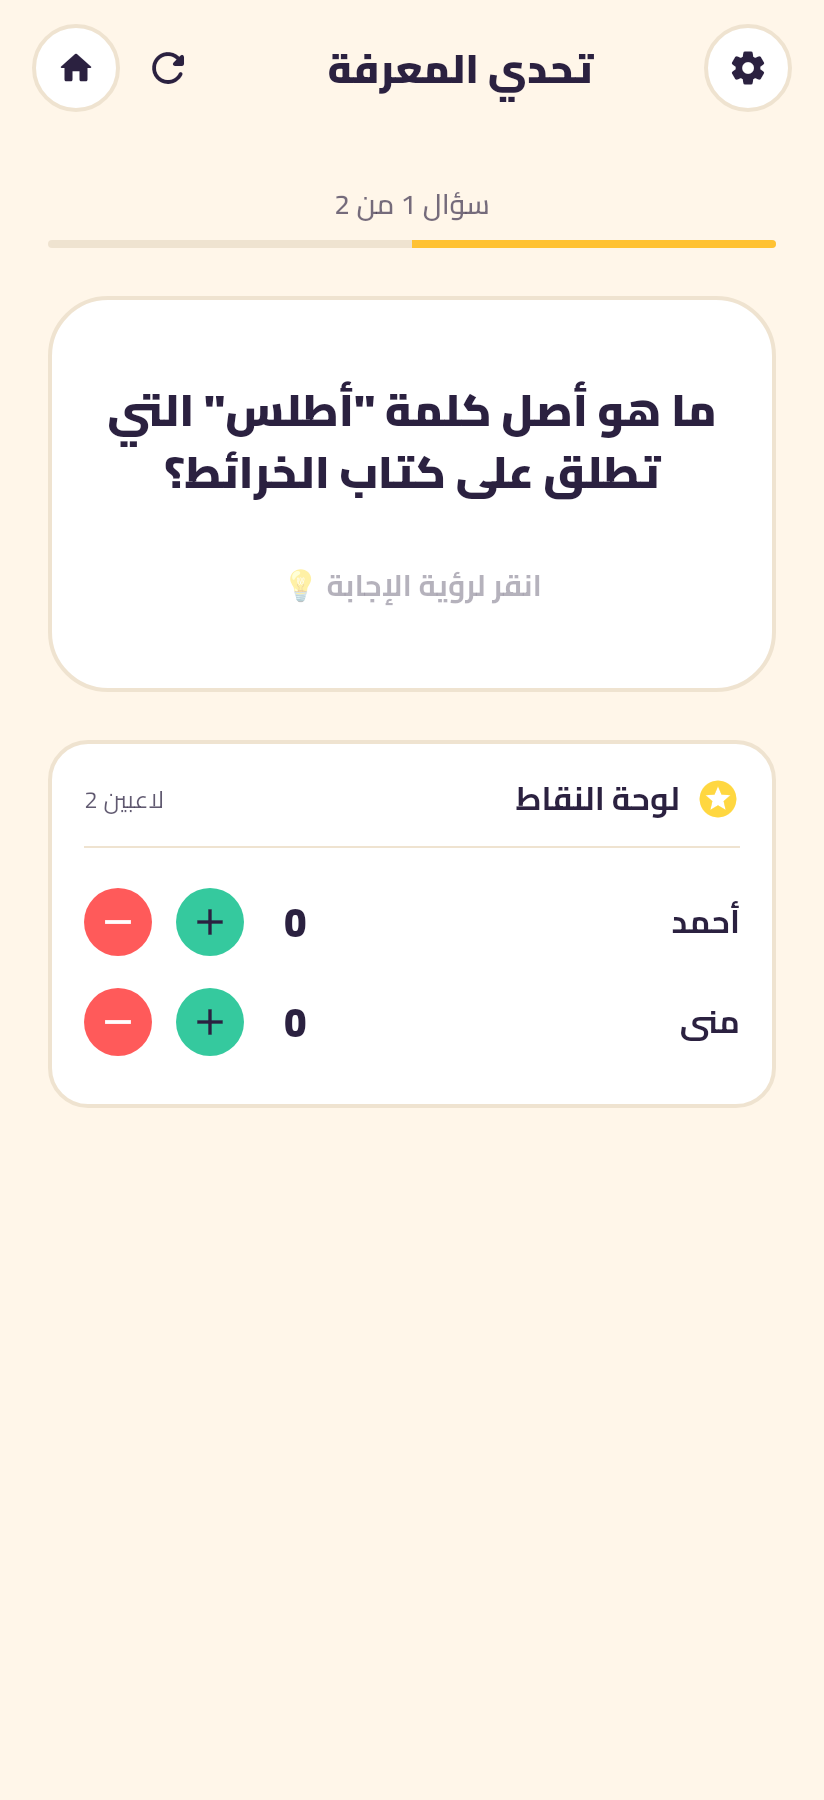 تحدي المعرفة
سؤال 1 من 2
ما هو أصل كلمة "أطلس" التي
تطلق على كتاب الخرائط؟
انقر لرؤية الإجابة 💡
لوحة النقاط
لاعبين 2
أحمد
0
منى
0